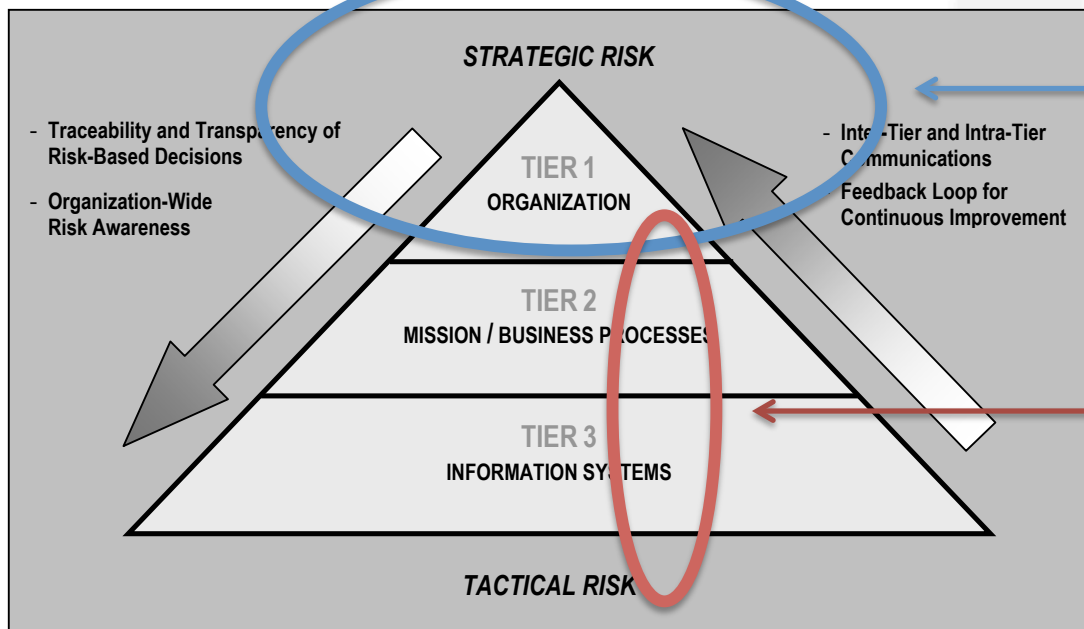 STRATEGIC RISK
- Traceability and Transparency of
Risk-Based Decisions
- Organization-Wide
Risk Awareness
- Inter-Tier and Intra-Tier
Communications
- Feedback Loop for
Continuous Improvement
TIER 1
ORGANIZATION
TIER 2
MISSION / BUSINESS PROCESSES
TIER 3
INFORMATION SYSTEMS
TACTICAL RISK